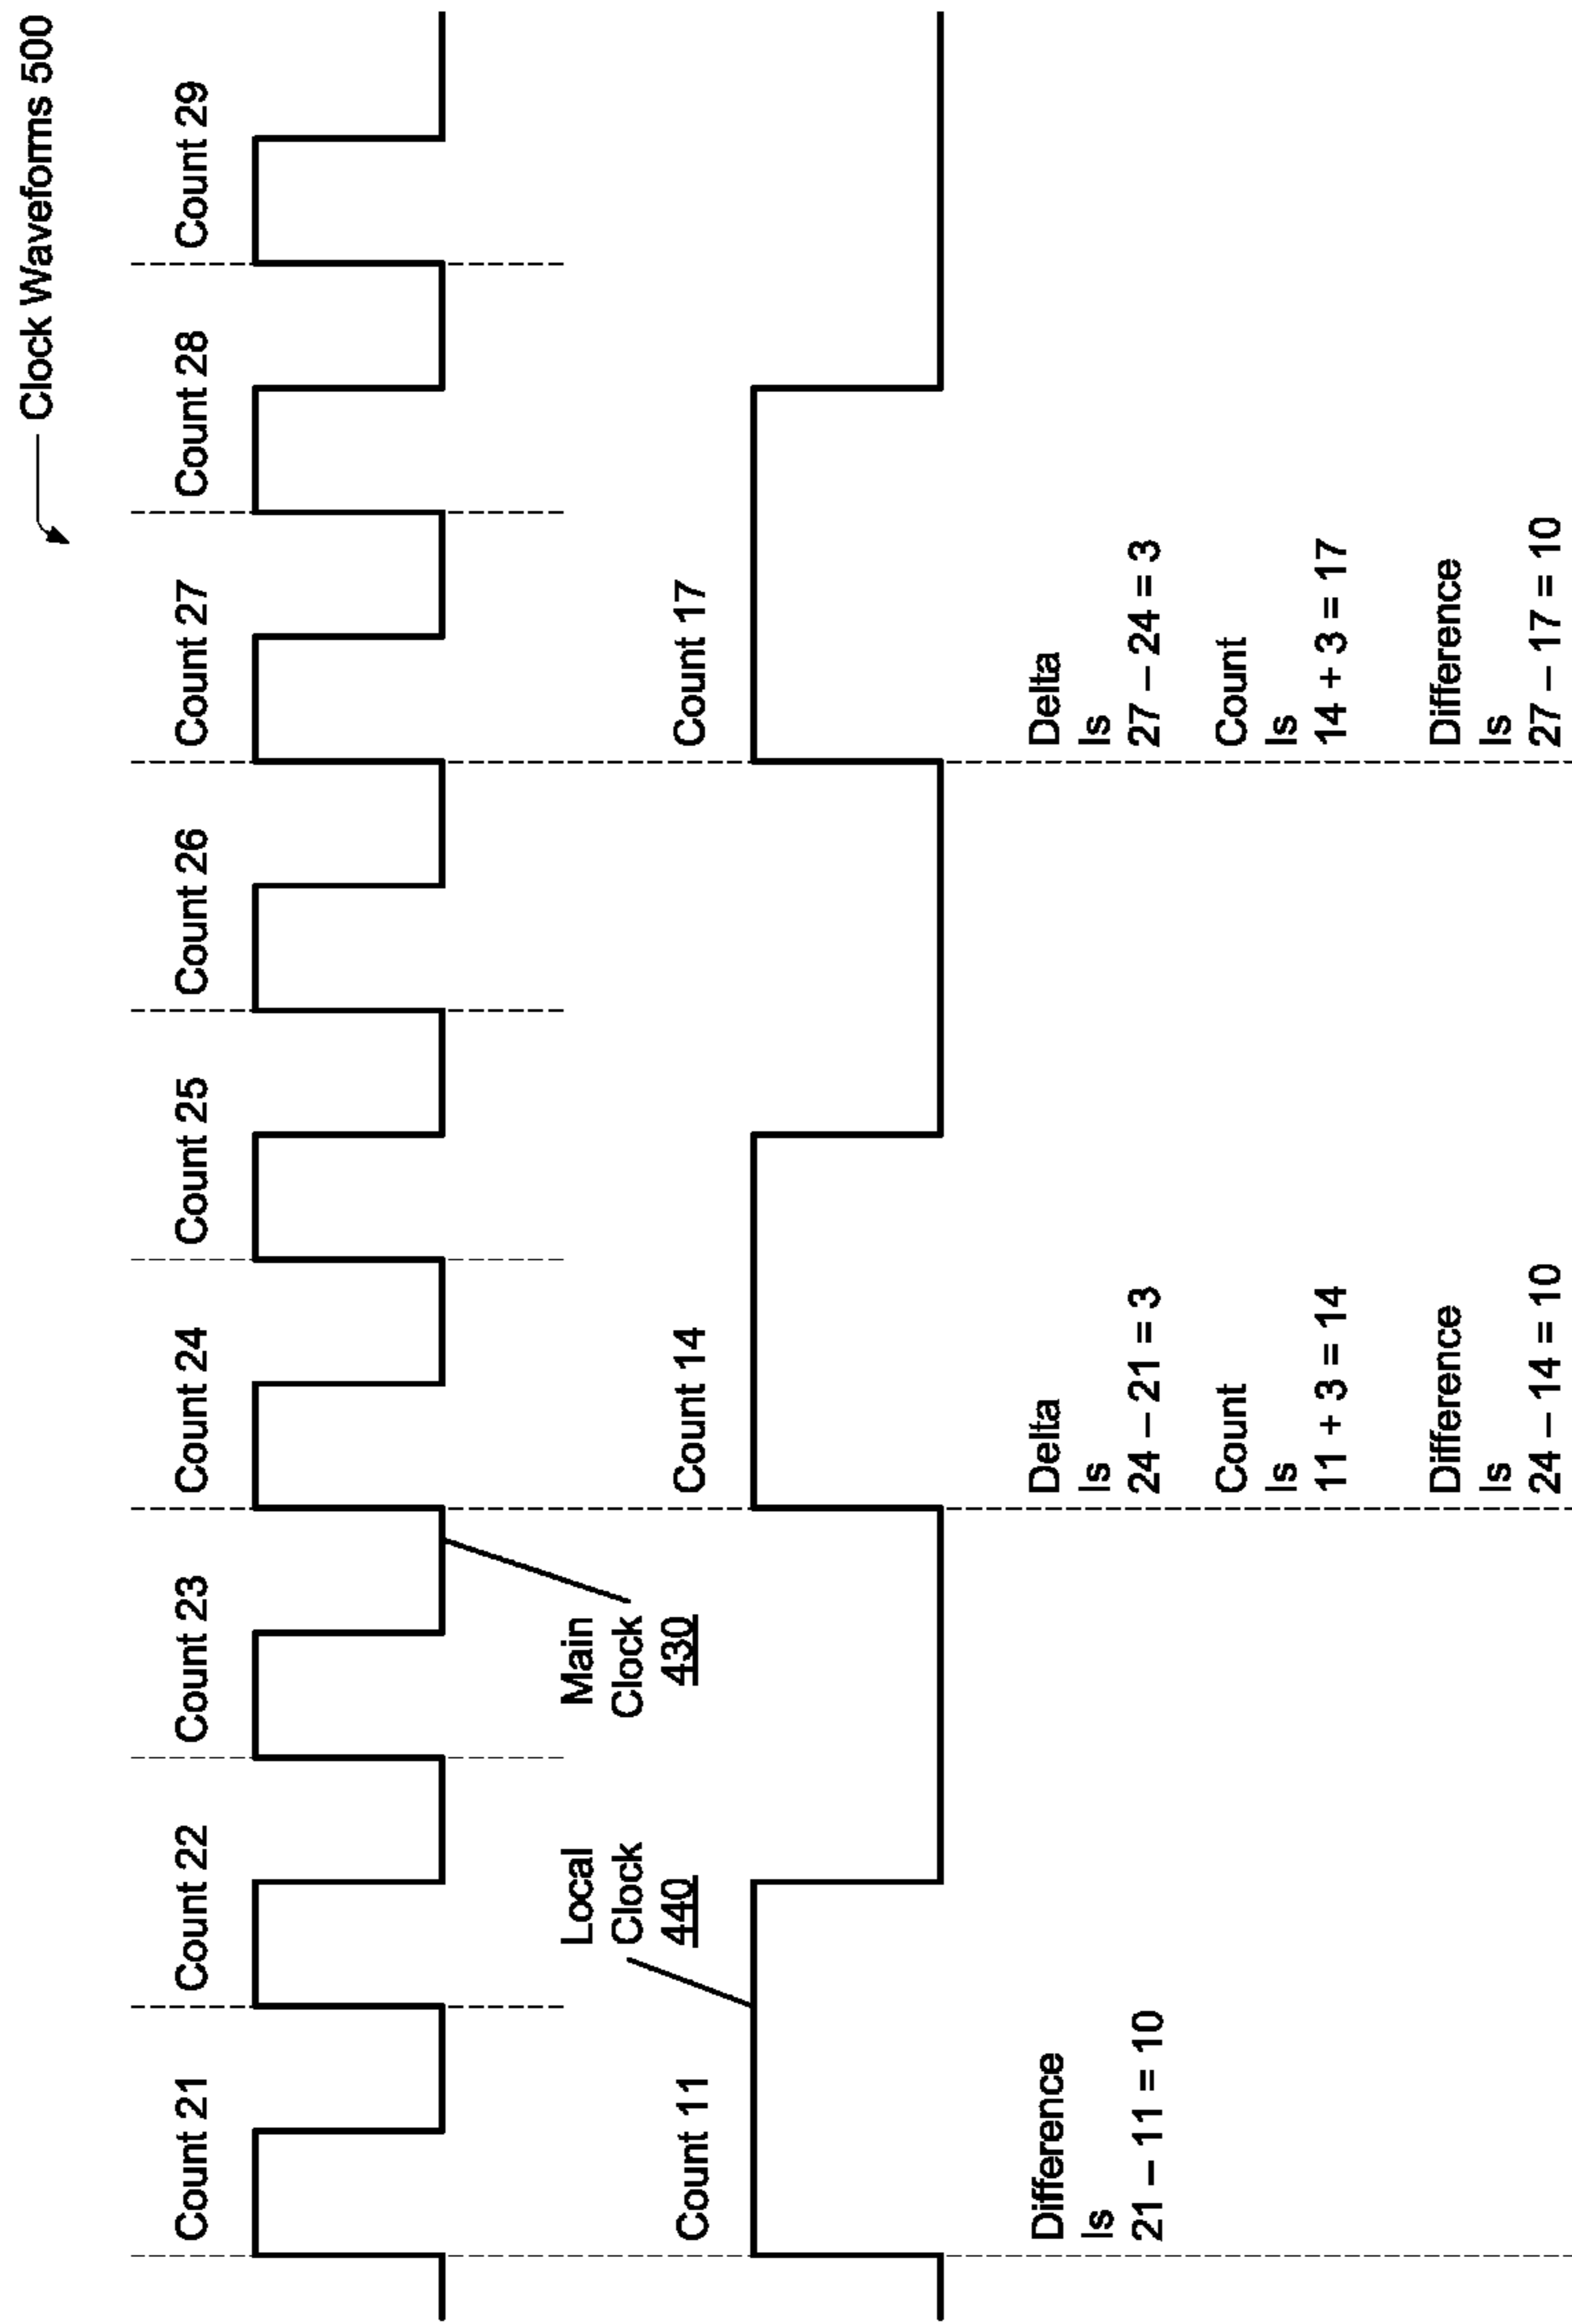 Clock Waveforms 500
Count 21
Count 22
Count 23
Count 24
Count 25
Count 26
Count 27
Count 28
Count 29
Local
Clock
440
Main
Clock
430
Count 11
Count 14
Count 17
Difference
Is
21 – 11 = 10
Delta
Is
24 – 21 = 3
Count
Is
11 + 3 = 14
Difference
Is
24 – 14 = 10
Delta
Is
27 – 24 = 3
Count
Is
14 + 3 = 17
Difference
Is
27 – 17 = 10